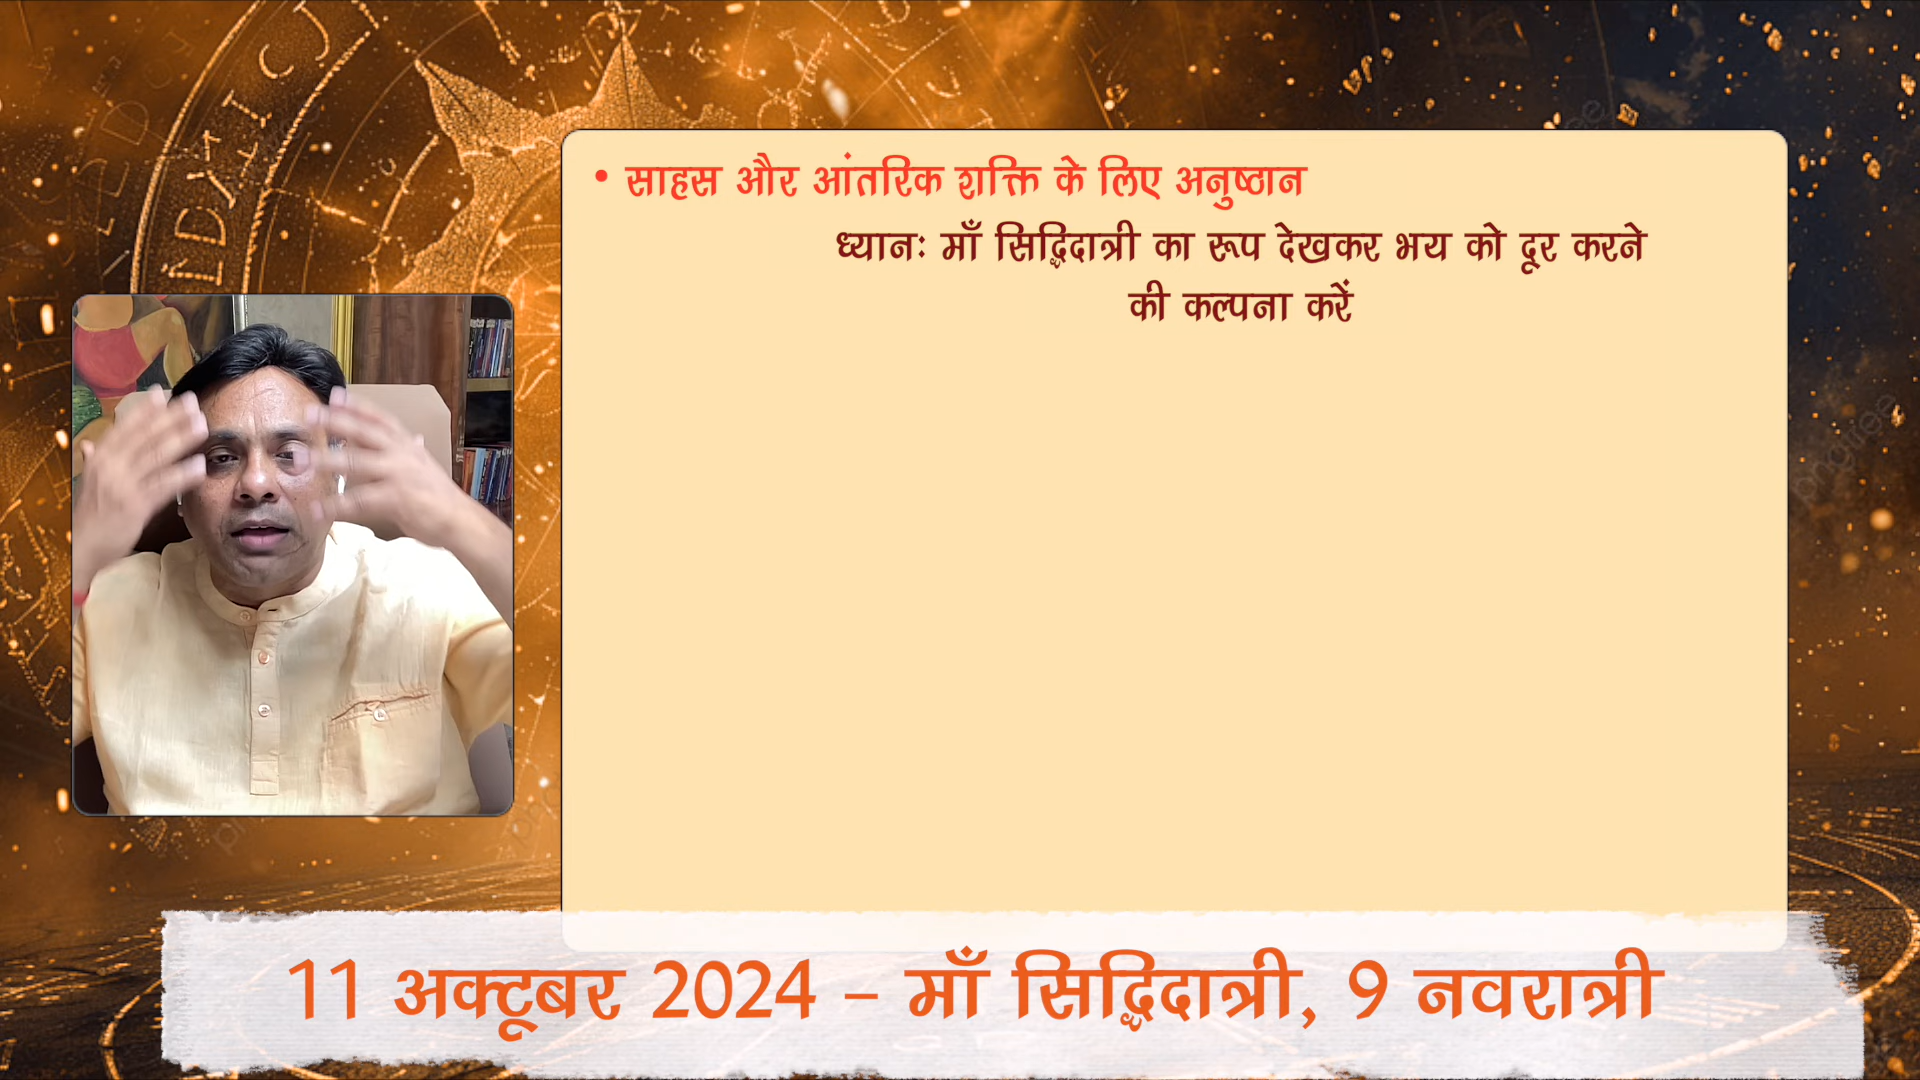 • साहस और आंतरिक शक्ति के लिए अनुष्ठान
ध्यानः माँ सिद्धिदात्री का रूप देखकर भय को दूर करने
की कल्पना करें
11 अक्टूबर 2024 – माँ सिद्धिदात्री, 9 नवरात्री